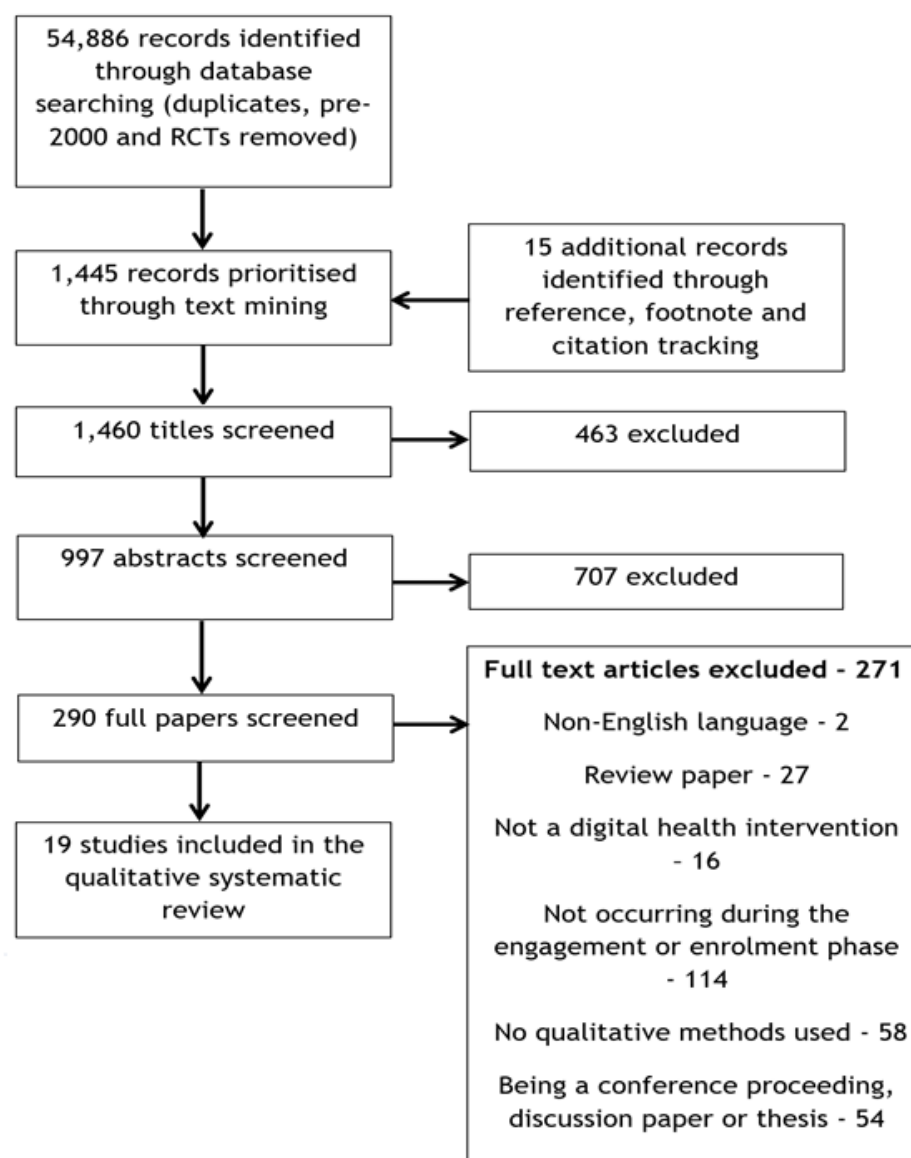 54,886 records identified
through database
searching (duplicates, pre-
2000 and RCTs removed)
1,445 records prioritised
through text mining
15 additional records
identified through
reference, footnote and
citation tracking
1,460 titles screened
463 excluded
997 abstracts screened
707 excluded
290 full papers screened
Full text articles excluded - 271
Non-English language - 2
Review paper - 27
Not a digital health intervention
- 16
Not occurring during the
engagement or enrolment phase
- 114
No qualitative methods used - 58
Being a conference proceeding,
discussion paper or thesis - 54
19 studies included in the
qualitative systematic
review